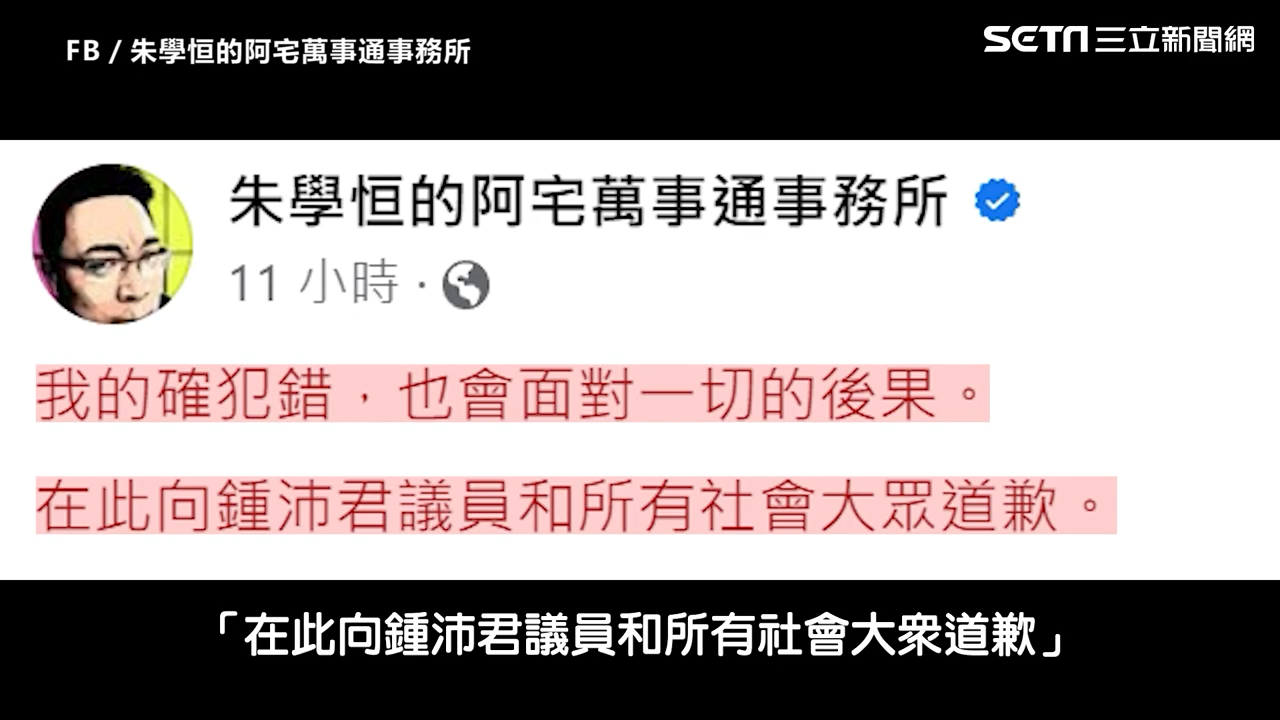 FB / 朱學恒的阿宅萬事通事務所
SETN三立新聞網
朱學恒的阿宅萬事通事務所
11 小時 ·
我的確犯錯，也會面對一切的後果。
在此向鍾沛君議員和所有社會大眾道歉。
「在此向鍾沛君議員和所有社會大眾道歉」